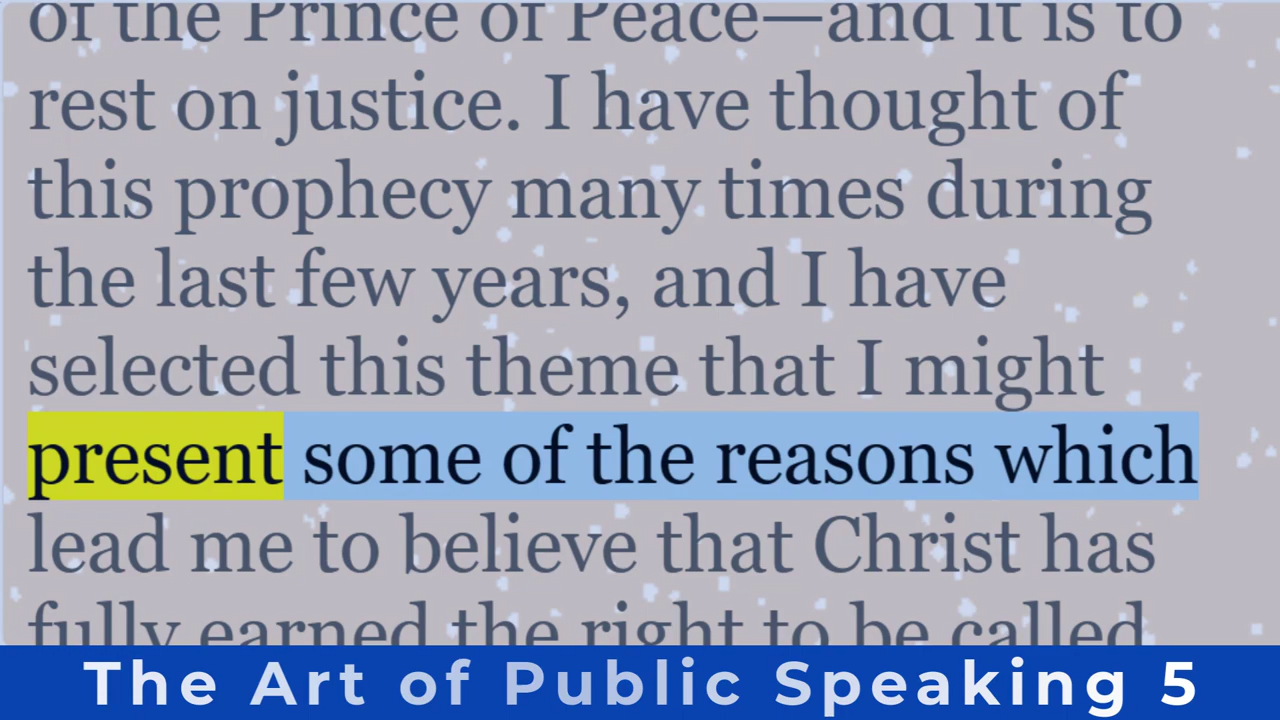 of the Prince of Peace—and it is to
rest on justice. I have thought of
this prophecy many times during
the last few years, and I have
selected this theme that I might
present some of the reasons which
lead me to believe that Christ has
fully earned the right to be called
The Art of Public Speaking 5